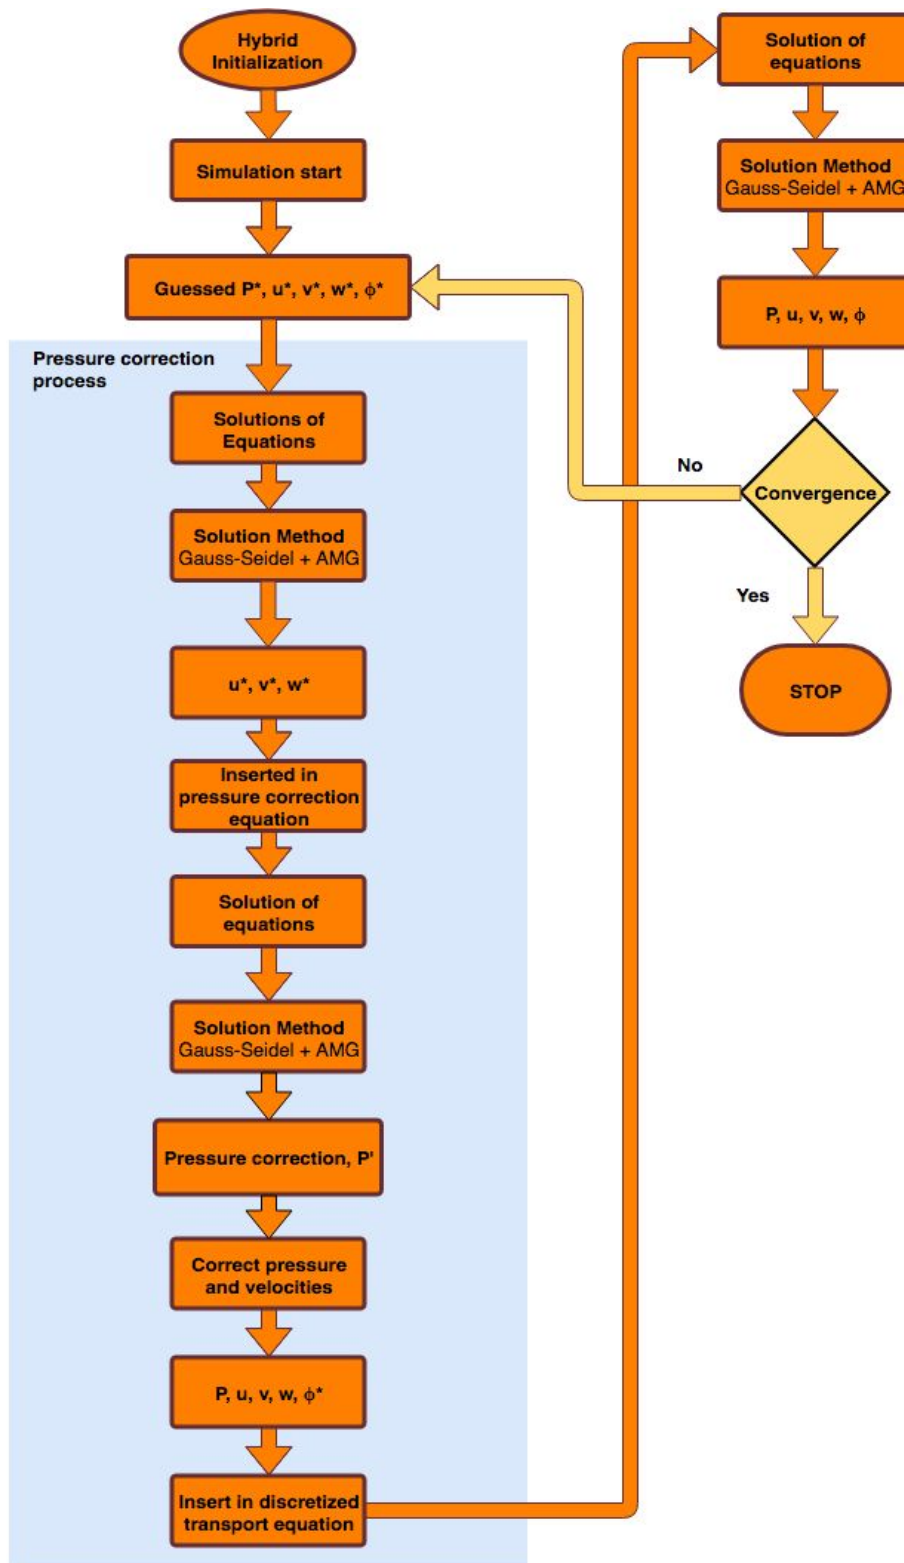 Hybrid
Initialization
Simulation start
Guessed P*, u*, v*, w*, ϕ*
Pressure correction
process
Solutions of
Equations
Solution Method
Gauss-Seidel + AMG
u*, v*, w*
Inserted in
pressure correction
equation
Solution of
equations
Solution Method
Gauss-Seidel + AMG
Pressure correction, P'
Correct pressure
and velocities
P, u, v, w, ϕ*
Insert in discretized
transport equation
Solution of
equations
Solution Method
Gauss-Seidel + AMG
P, u, v, w, ϕ
Convergence
No
Yes
STOP